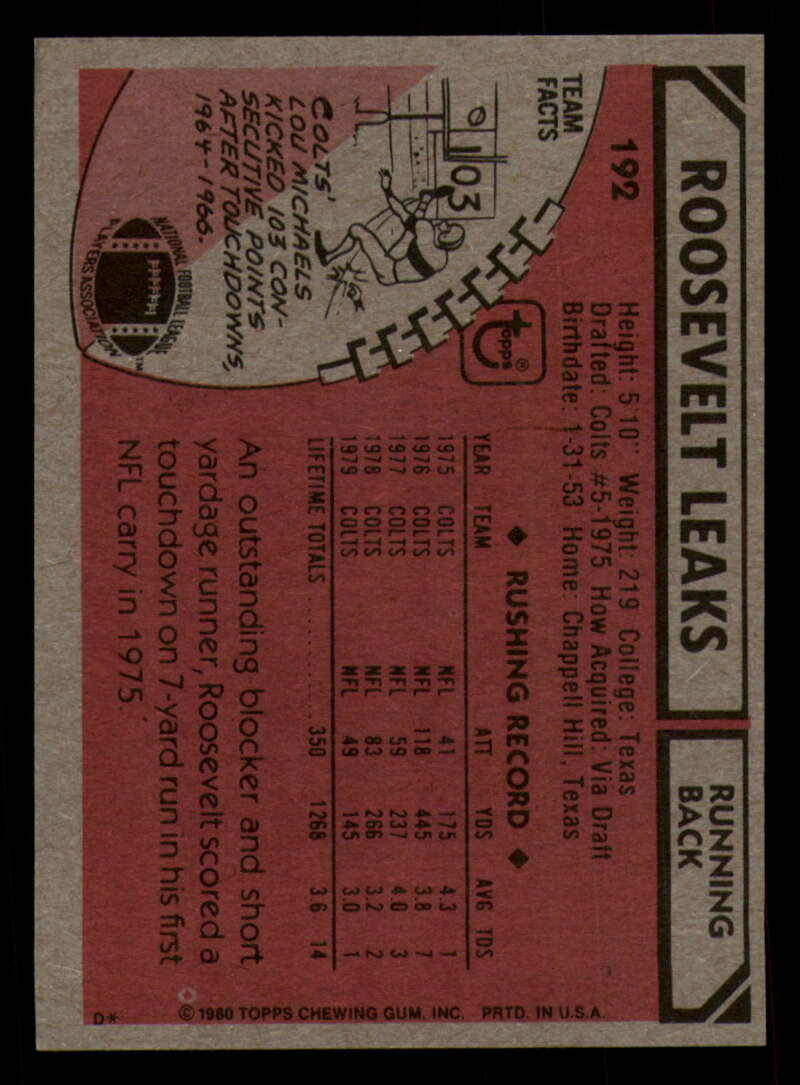 ROOSEVELT LEAKS
RUNNING
BACK
192
Height: 5'10" Weight: 219 College: Texas
Drafted: Colts #5-1975 How Acquired: Via Draft
Birthdate: 1-31-53 Home: Chappell Hill, Texas
TEAM
FACTS
103
COLTS'
LOU MICHAELS
KICKED 103 CON-
SECUTIVE POINTS
AFTER TOUCHDOWNS,
1964-1966.
NATIONAL FOOTBALL LEAGUE
PLAYERS ASSOCIATION
TM
topps®
◆ RUSHING RECORD ◆
YEAR TEAM ATT YDS AVG TDS
1975 COLTS NFL 41 175 4.3 1
1976 COLTS NFL 118 445 3.8 7
1977 COLTS NFL 59 237 4.0 3
1978 COLTS NFL 83 266 3.2 2
1979 COLTS NFL 49 145 3.0 1
LIFETIME TOTALS .......... 350 1268 3.6 14
An outstanding blocker and short
yardage runner, Roosevelt scored a
touchdown on 7-yard run in his first
NFL carry in 1975.
D* © 1980 TOPPS CHEWING GUM, INC. PRTD. IN U.S.A.